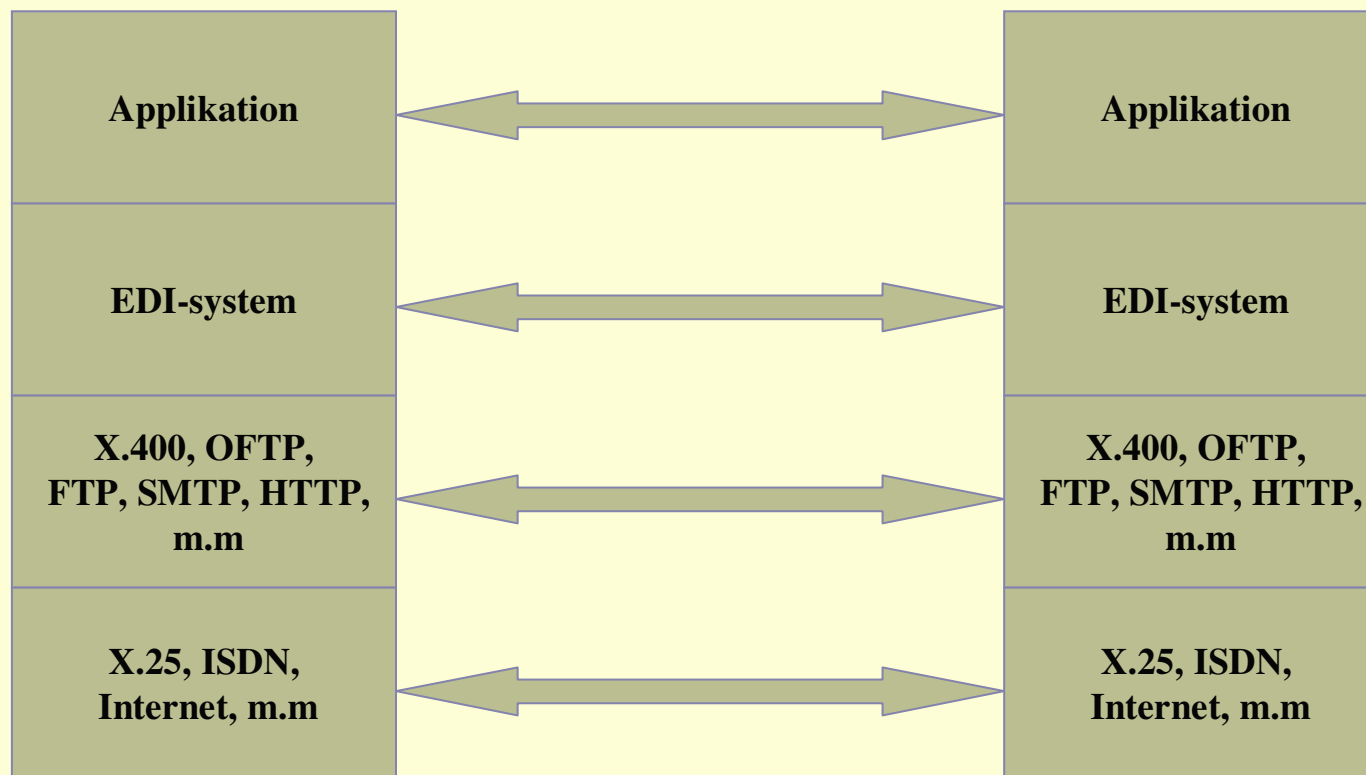 Applikation
EDI-system
X.400, OFTP,
FTP, SMTP, HTTP,
m.m
X.25, ISDN,
Internet, m.m
Applikation
EDI-system
X.400, OFTP,
FTP, SMTP, HTTP,
m.m
X.25, ISDN,
Internet, m.m